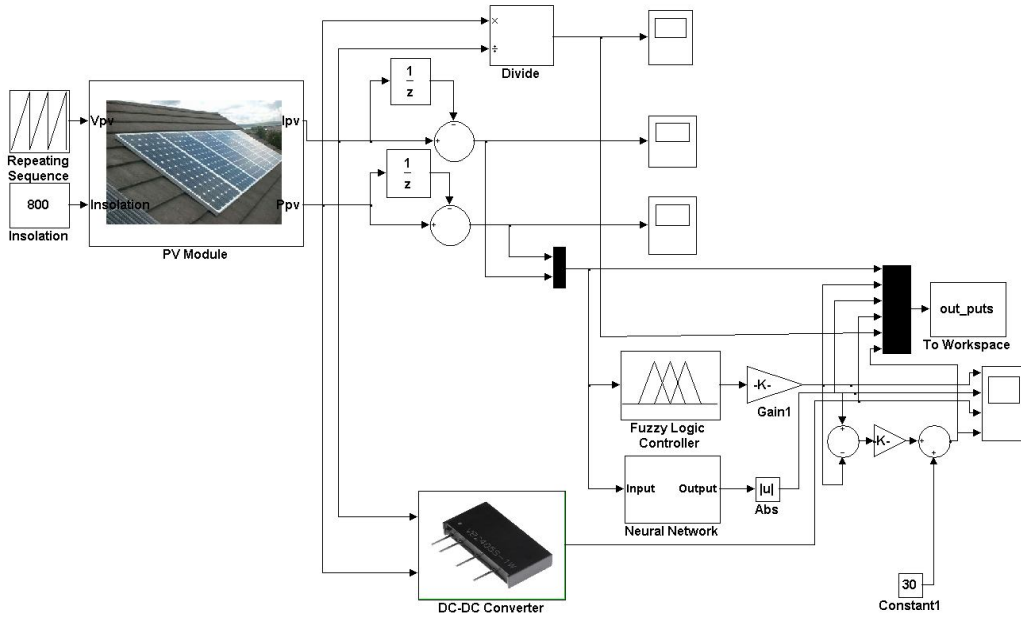 ×
÷
Divide
1
z
−
+
Vpv
Ipv
Repeating
Sequence
1
z
−
+
800
Insolation
Ppv
Insolation
PV Module
out_puts
To Workspace
-K-
Gain1
Fuzzy Logic
Controller
+
−
-K-
+
+
Input
Output
Neural Network
|u|
Abs
DC-DC Converter
30
Constant1